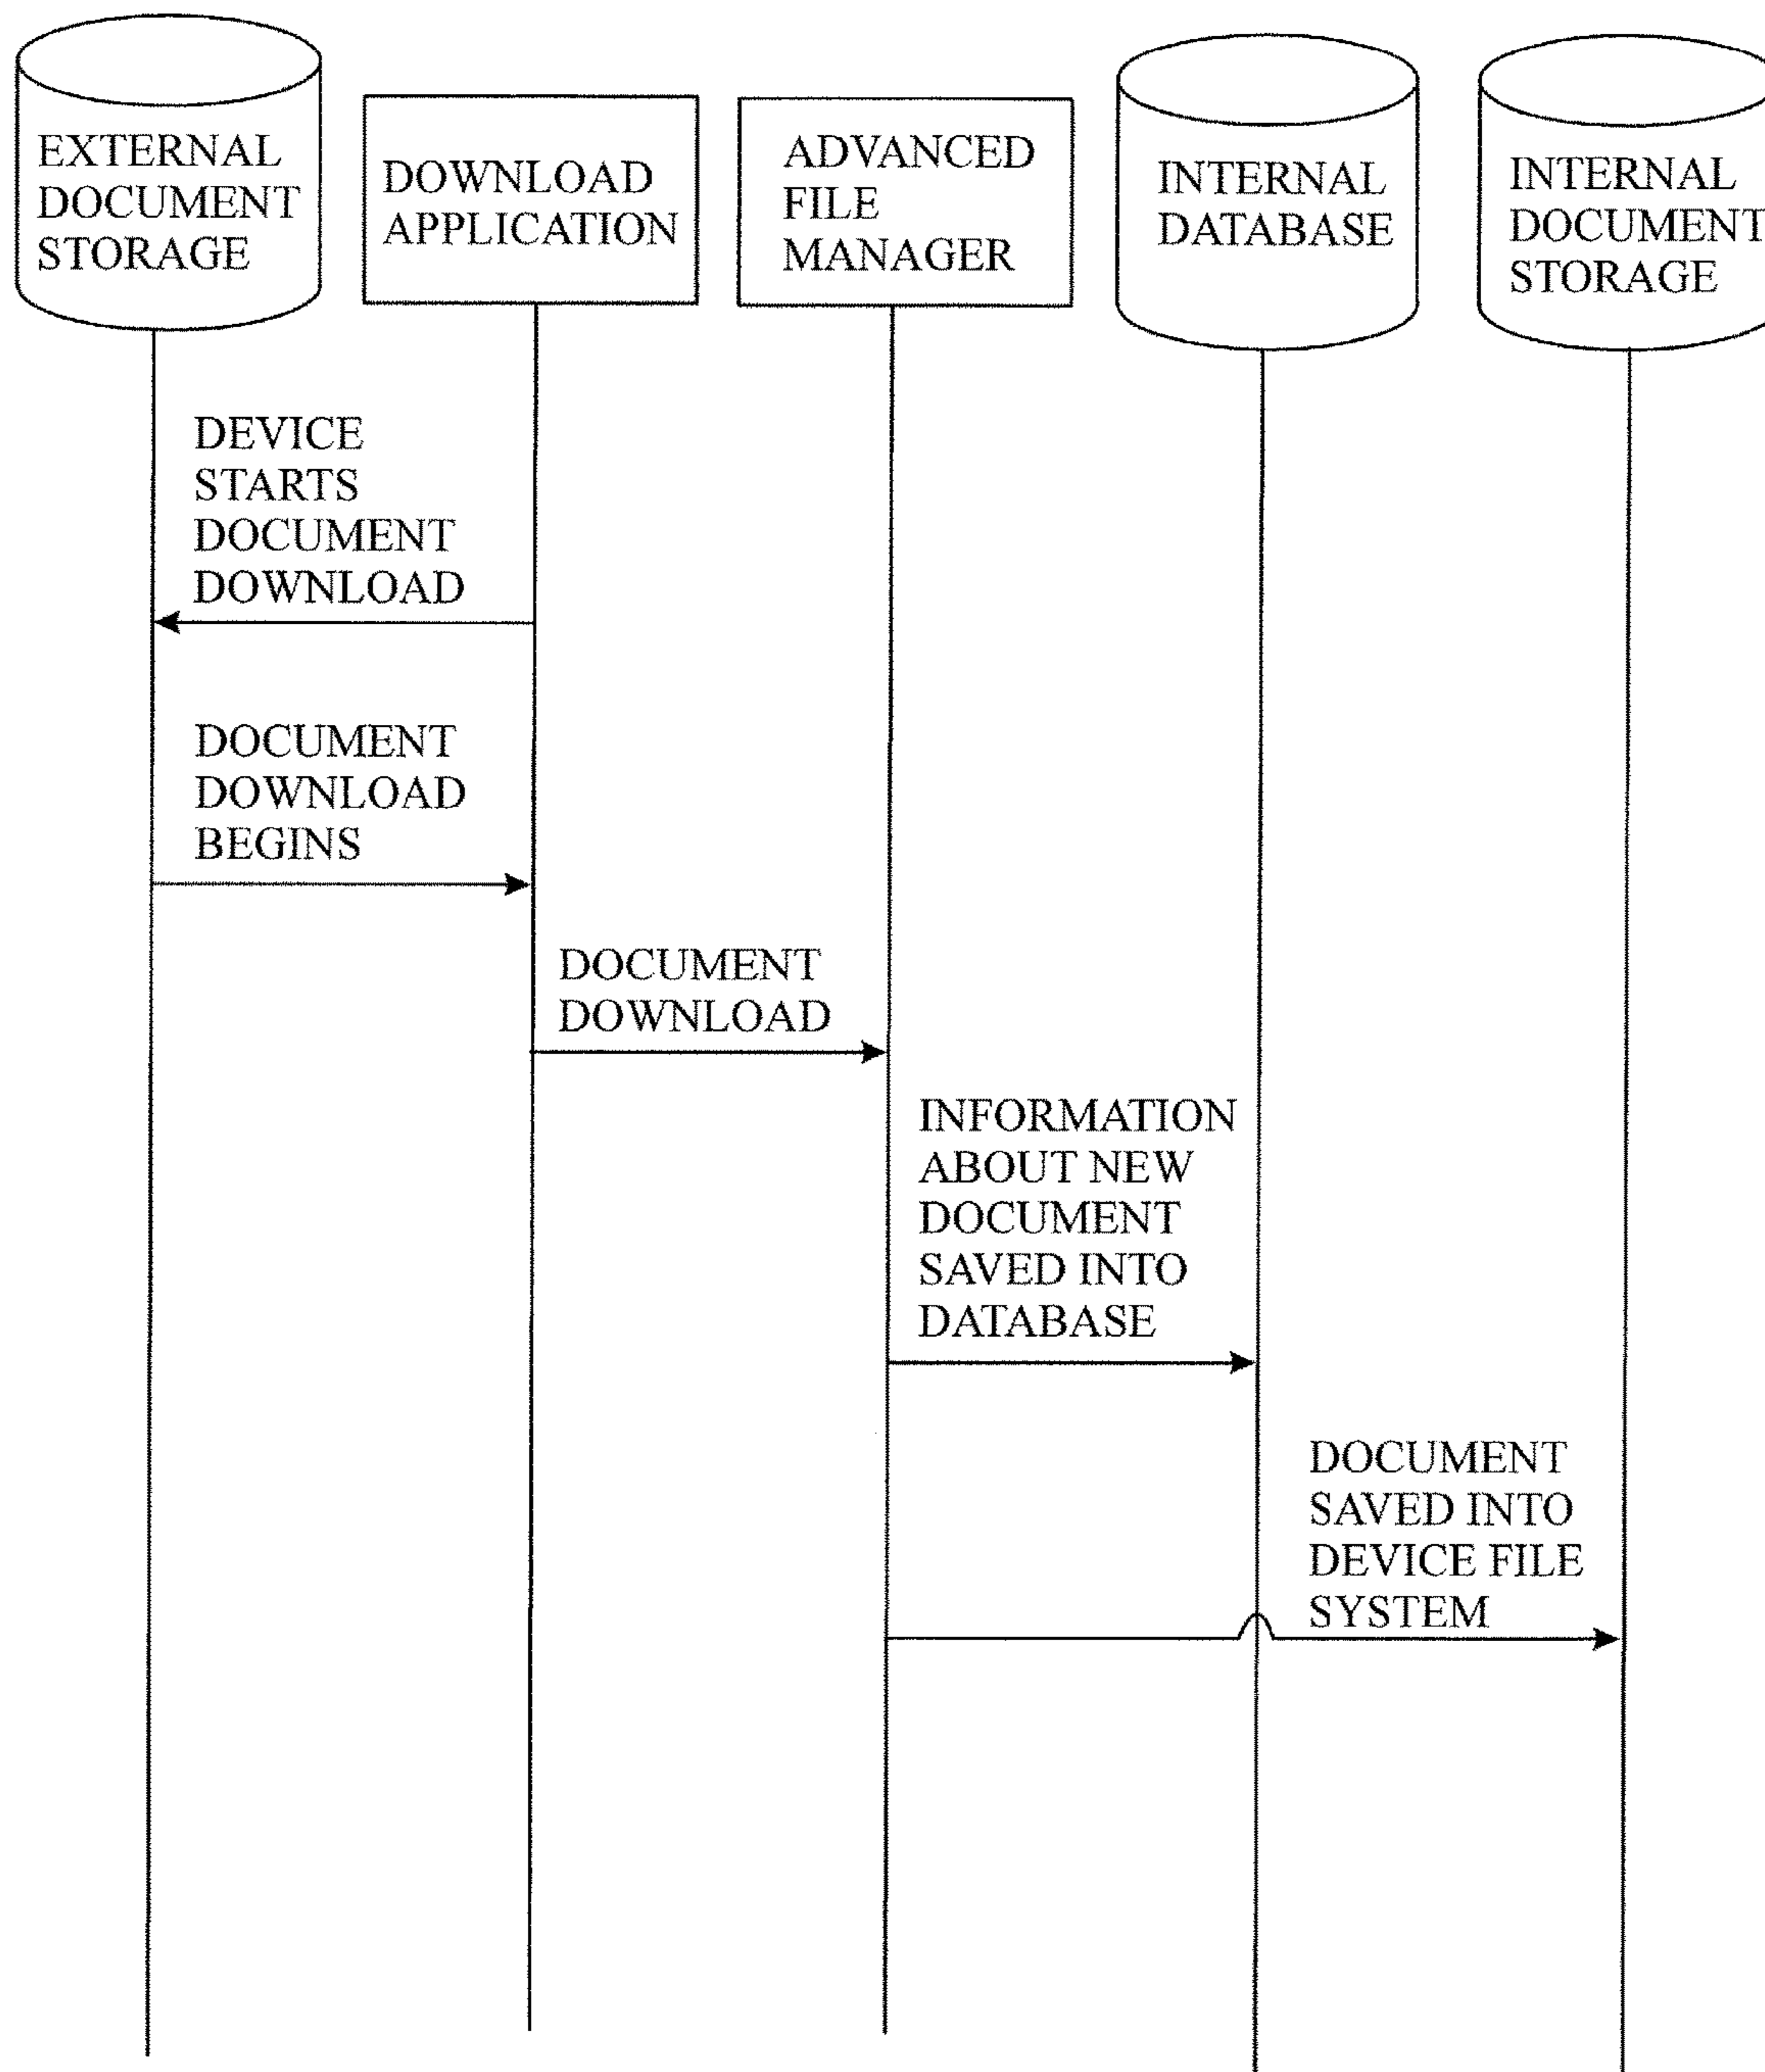 EXTERNAL
DOCUMENT
STORAGE
DOWNLOAD
APPLICATION
ADVANCED
FILE
MANAGER
INTERNAL
DATABASE
INTERNAL
DOCUMENT
STORAGE
DEVICE
STARTS
DOCUMENT
DOWNLOAD
DOCUMENT
DOWNLOAD
BEGINS
DOCUMENT
DOWNLOAD
INFORMATION
ABOUT NEW
DOCUMENT
SAVED INTO
DATABASE
DOCUMENT
SAVED INTO
DEVICE FILE
SYSTEM